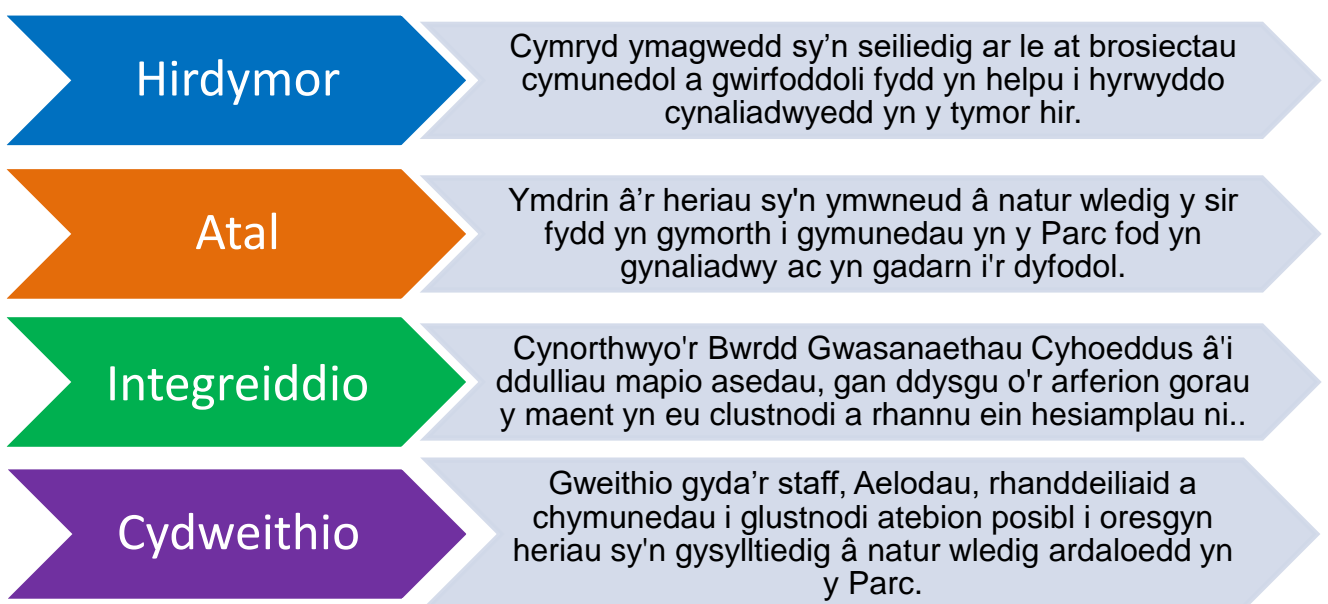 Hirdymor
Cymryd ymagwedd sy’n seiliedig ar le at brosiectau
cymunedol a gwirfoddoli fydd yn helpu i hyrwyddo
cynaliadwyedd yn y tymor hir.
Atal
Ymdrin â’r heriau sy'n ymwneud â natur wledig y sir
fydd yn gymorth i gymunedau yn y Parc fod yn
gynaliadwy ac yn gadarn i'r dyfodol.
Integreiddio
Cynorthwyo'r Bwrdd Gwasanaethau Cyhoeddus â'i
ddulliau mapio asedau, gan ddysgu o'r arferion gorau
y maent yn eu clustnodi a rhannu ein hesiamplau ni..
Cydweithio
Gweithio gyda’r staff, Aelodau, rhanddeiliaid a
chymunedau i glustnodi atebion posibl i oresgyn
heriau sy'n gysylltiedig â natur wledig ardaloedd yn
y Parc.